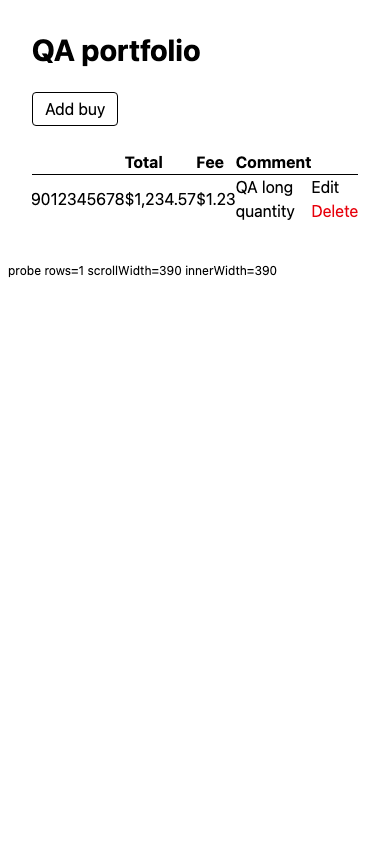 QA portfolio
Add buy
Total Fee Comment
9012345678$1,234.57$1.23 QA long quantity Edit Delete
probe rows=1 scrollWidth=390 innerWidth=390